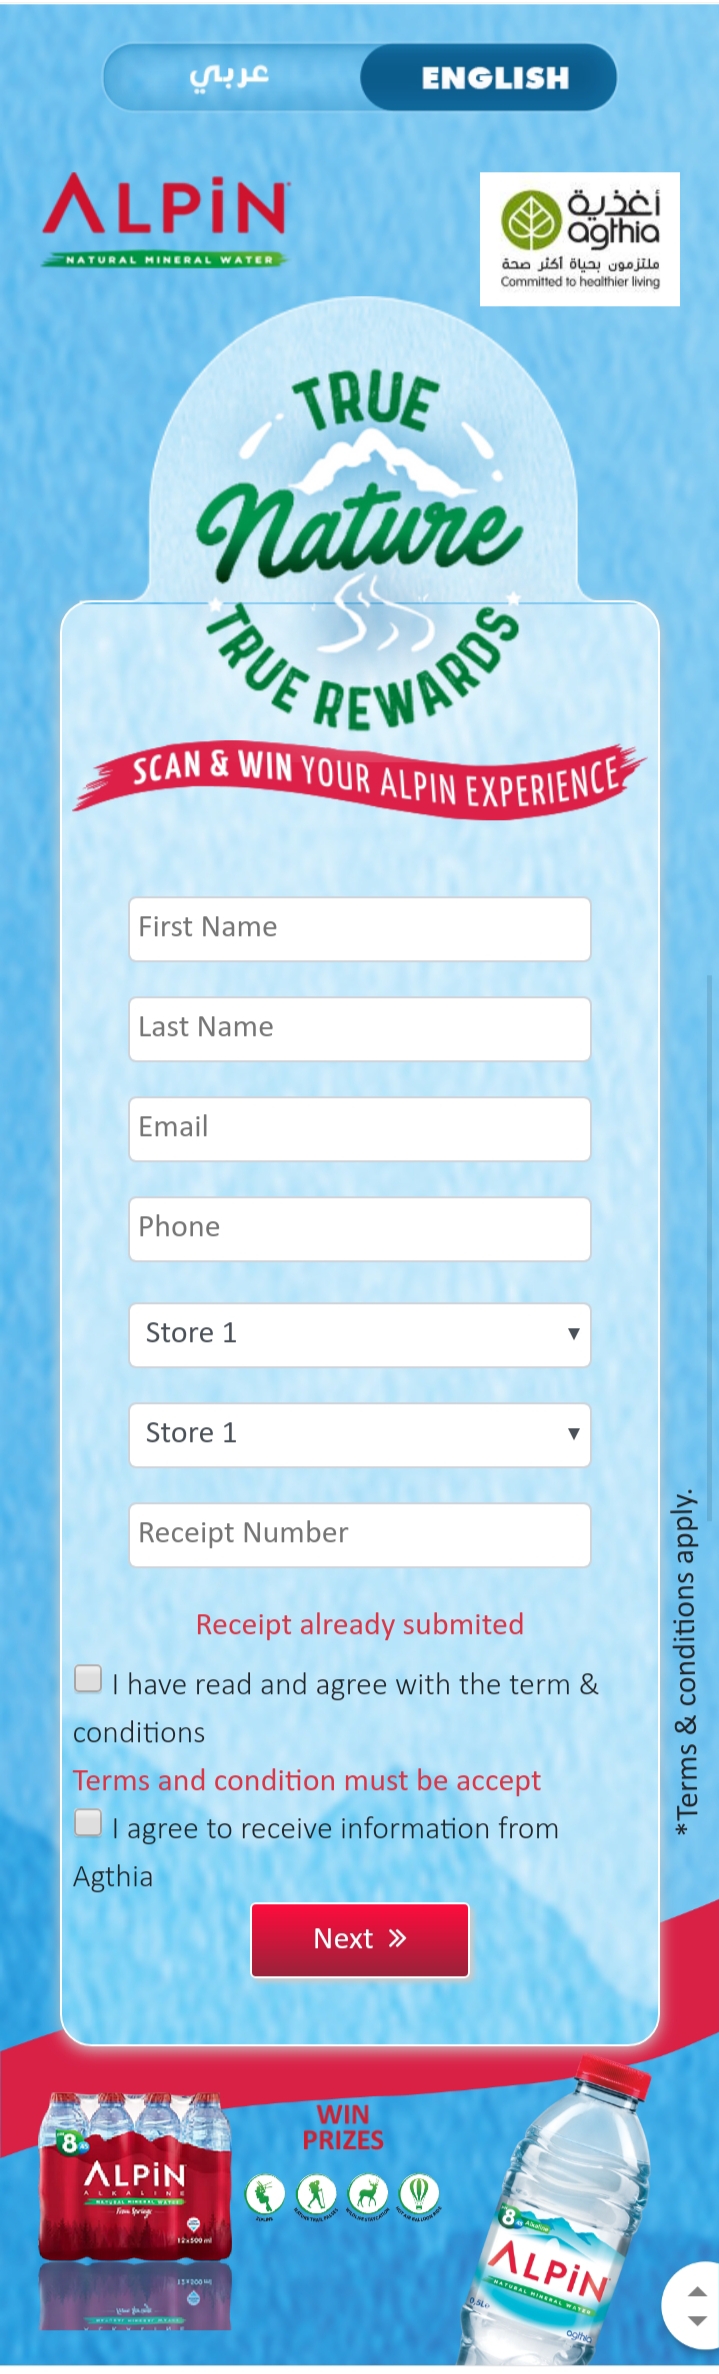 عربي
ENGLISH
ALPiN
NATURAL MINERAL WATER
أغذية
agthia
ملتزمون بحياة أكثر صحة
Committed to healthier living
TRUE
Nature
TRUE REWARDS
SCAN & WIN YOUR ALPIN EXPERIENCE
First Name
Last Name
Email
Phone
Store 1
Store 1
Receipt Number
Receipt already submited
I have read and agree with the term &
conditions
Terms and condition must be accept
I agree to receive information from
Agthia
Next »
*Terms & conditions apply.
WIN
PRIZES
8
ALPiN
ALKALINE
NATURAL MINERAL WATER
From Springs
12x500 ml
8
Alkaline
ALPiN
NATURAL MINERAL WATER
0.5L
agthia